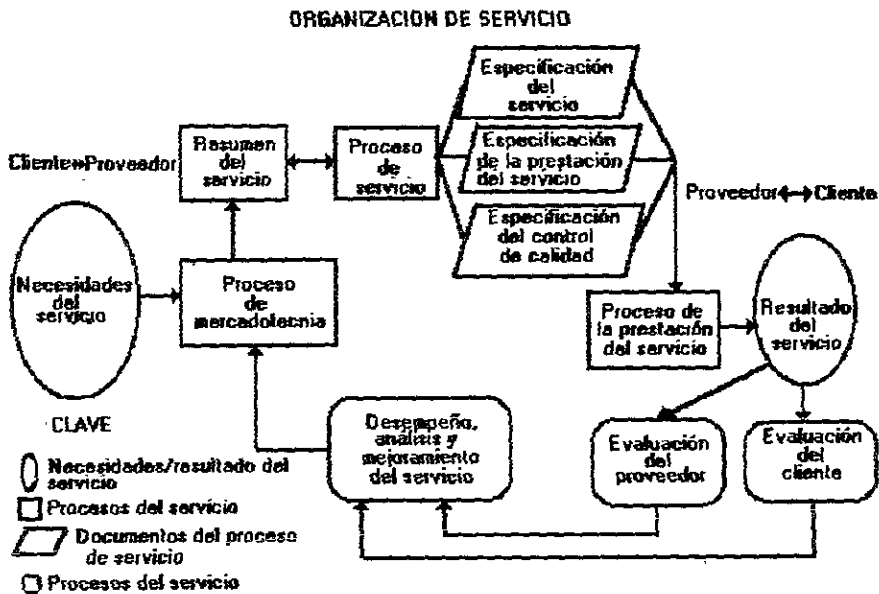 ORGANIZACION DE SERVICIO
Especificación
del
servicio
Resumen
del
servicio
Proceso
de
servicio
Especificación
de la prestación
del servicio
Cliente↔Proveedor
Proveedor↔Cliente
Especificación
del control
de calidad
Necesidades
del
servicio
Proceso
de
mercadotecnia
Proceso de
la prestación
del servicio
Resultado
del
servicio
CLAVE
Desempeño,
análisis y
mejoramiento
del servicio
Evaluación
del
proveedor
Evaluación
del
cliente
Necesidades/resultado del
servicio
Procesos del servicio
Documentos del proceso
de servicio
Procesos del servicio